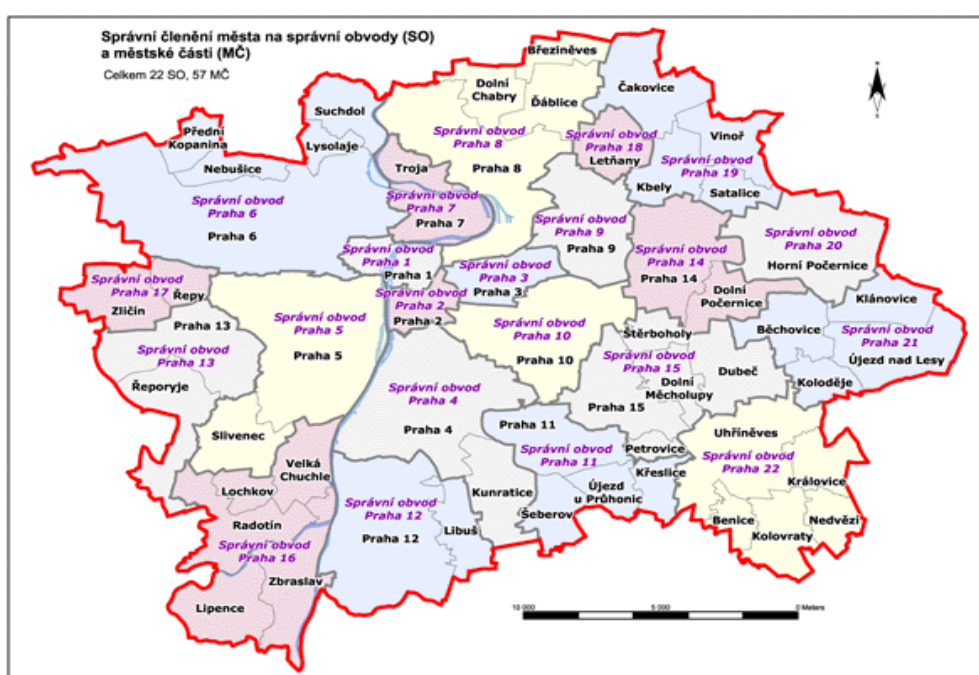 Správní členění města na správní obvody (SO)
a městské části (MČ)
Celkem 22 SO, 57 MČ
Březiněves
Dolní
Chabry
Ďáblice
Čakovice
Suchdol
Lysolaje
Přední
Kopanina
Nebušice
Správní obvod
Praha 8
Praha 8
Správní obvod
Praha 18
Letňany
Vinoř
Správní obvod
Praha 19
Kbely
Satalice
Troja
Správní obvod
Praha 7
Praha 7
Správní obvod
Praha 6
Praha 6
Správní obvod
Praha 9
Praha 9
Správní obvod
Praha 20
Horní Počernice
Správní obvod
Praha 14
Praha 14
Správní obvod
Praha 1
Praha 1
Správní obvod
Praha 3
Praha 3
Správní obvod
Praha 2
Praha 2
Správní obvod
Praha 17
Řepy
Zličín
Dolní
Počernice
Klánovice
Běchovice
Správní obvod
Praha 21
Újezd nad Lesy
Koloděje
Praha 13
Správní obvod
Praha 13
Řeporyje
Správní obvod
Praha 5
Praha 5
Správní obvod
Praha 10
Praha 10
Štěrboholy
Správní obvod
Praha 15
Dolní
Měcholupy
Dubeč
Praha 15
Petrovice
Správní obvod
Praha 4
Praha 4
Kunratice
Praha 11
Správní obvod
Praha 11
Újezd
u Průhonic
Křeslice
Šeberov
Slivenec
Velká
Chuchle
Lochkov
Radotín
Správní obvod
Praha 16
Zbraslav
Lipence
Správní obvod
Praha 12
Praha 12
Libuš
Uhříněves
Správní obvod
Praha 22
Královice
Benice
Kolovraty
Nedvězí
10 000
5 000
0 Meters